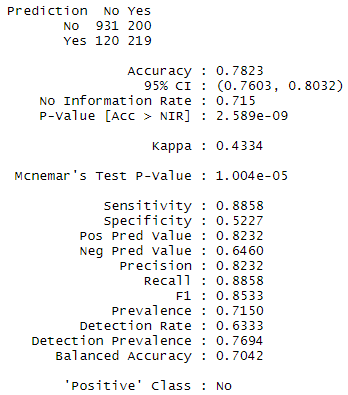 Prediction No Yes
No 931 200
Yes 120 219
Accuracy : 0.7823
95% CI : (0.7603, 0.8032)
No Information Rate : 0.715
P-Value [Acc > NIR] : 2.589e-09
Kappa : 0.4334
Mcnemar's Test P-Value : 1.004e-05
Sensitivity : 0.8858
Specificity : 0.5227
Pos Pred Value : 0.8232
Neg Pred Value : 0.6460
Precision : 0.8232
Recall : 0.8858
F1 : 0.8533
Prevalence : 0.7150
Detection Rate : 0.6333
Detection Prevalence : 0.7694
Balanced Accuracy : 0.7042
'Positive' Class : No